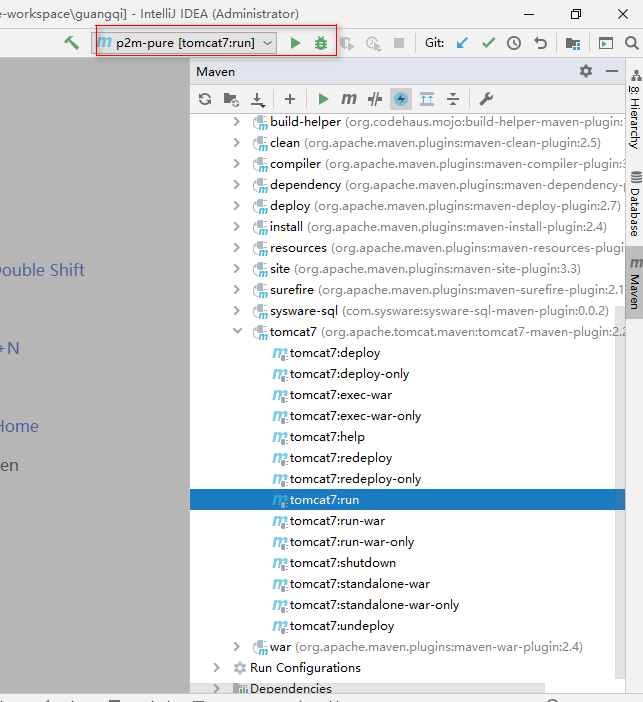 e-workspace\guangqi] - IntelliJ IDEA (Administrator)
p2m-pure [tomcat7:run]
Git:
Maven
build-helper (org.codehaus.mojo:build-helper-maven-plugin:
clean (org.apache.maven.plugins:maven-clean-plugin:2.5)
compiler (org.apache.maven.plugins:maven-compiler-plugin:3
dependency (org.apache.maven.plugins:maven-dependency-p
deploy (org.apache.maven.plugins:maven-deploy-plugin:2.7)
install (org.apache.maven.plugins:maven-install-plugin:2.4)
resources (org.apache.maven.plugins:maven-resources-plugin
site (org.apache.maven.plugins:maven-site-plugin:3.3)
surefire (org.apache.maven.plugins:maven-surefire-plugin:2.1
sysware-sql (com.sysware:sysware-sql-maven-plugin:0.0.2)
tomcat7 (org.apache.tomcat.maven:tomcat7-maven-plugin:2.2
tomcat7:deploy
tomcat7:deploy-only
tomcat7:exec-war
tomcat7:exec-war-only
tomcat7:help
tomcat7:redeploy
tomcat7:redeploy-only
tomcat7:run
tomcat7:run-war
tomcat7:run-war-only
tomcat7:shutdown
tomcat7:standalone-war
tomcat7:standalone-war-only
tomcat7:undeploy
war (org.apache.maven.plugins:maven-war-plugin:2.4)
Run Configurations
Dependencies
Double Shift
+N
Home
en
8: Hierarchy
Database
Maven